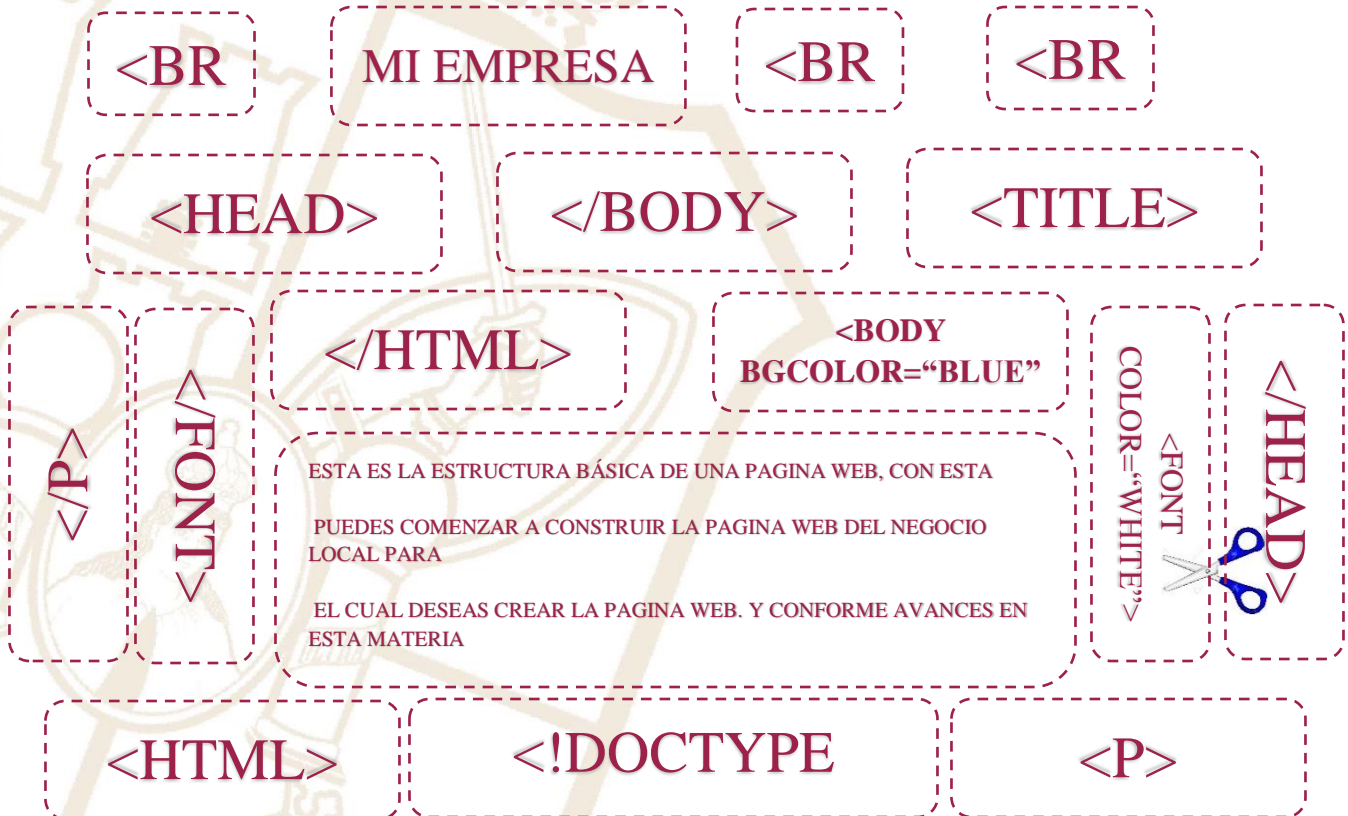 <BR
MI EMPRESA
<BR
<BR
<HEAD>
</BODY>
<TITLE>
</P>
</FONT>
</HTML>
<BODY
BGCOLOR=“BLUE”
<FONT
COLOR=“WHITE”>
</HEAD>
ESTA ES LA ESTRUCTURA BÁSICA DE UNA PAGINA WEB, CON ESTA
PUEDES COMENZAR A CONSTRUIR LA PAGINA WEB DEL NEGOCIO
LOCAL PARA
EL CUAL DESEAS CREAR LA PAGINA WEB. Y CONFORME AVANCES EN
ESTA MATERIA
<HTML>
<!DOCTYPE
<P>